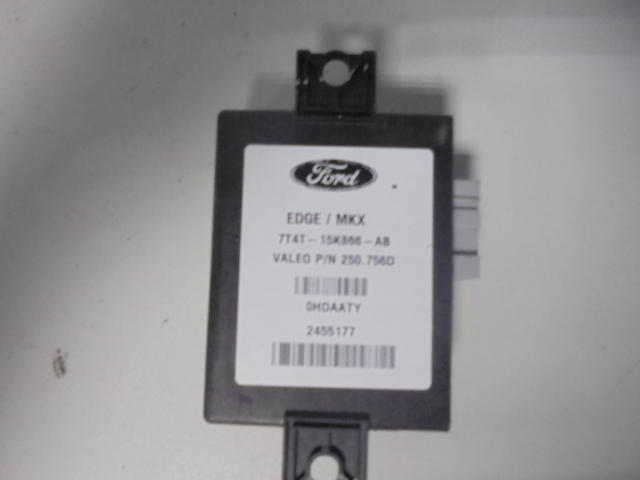 Ford
EDGE / MKX
7T4T-15K866-AB
VALEO P/N 250.756D
0HDAATY
2455177